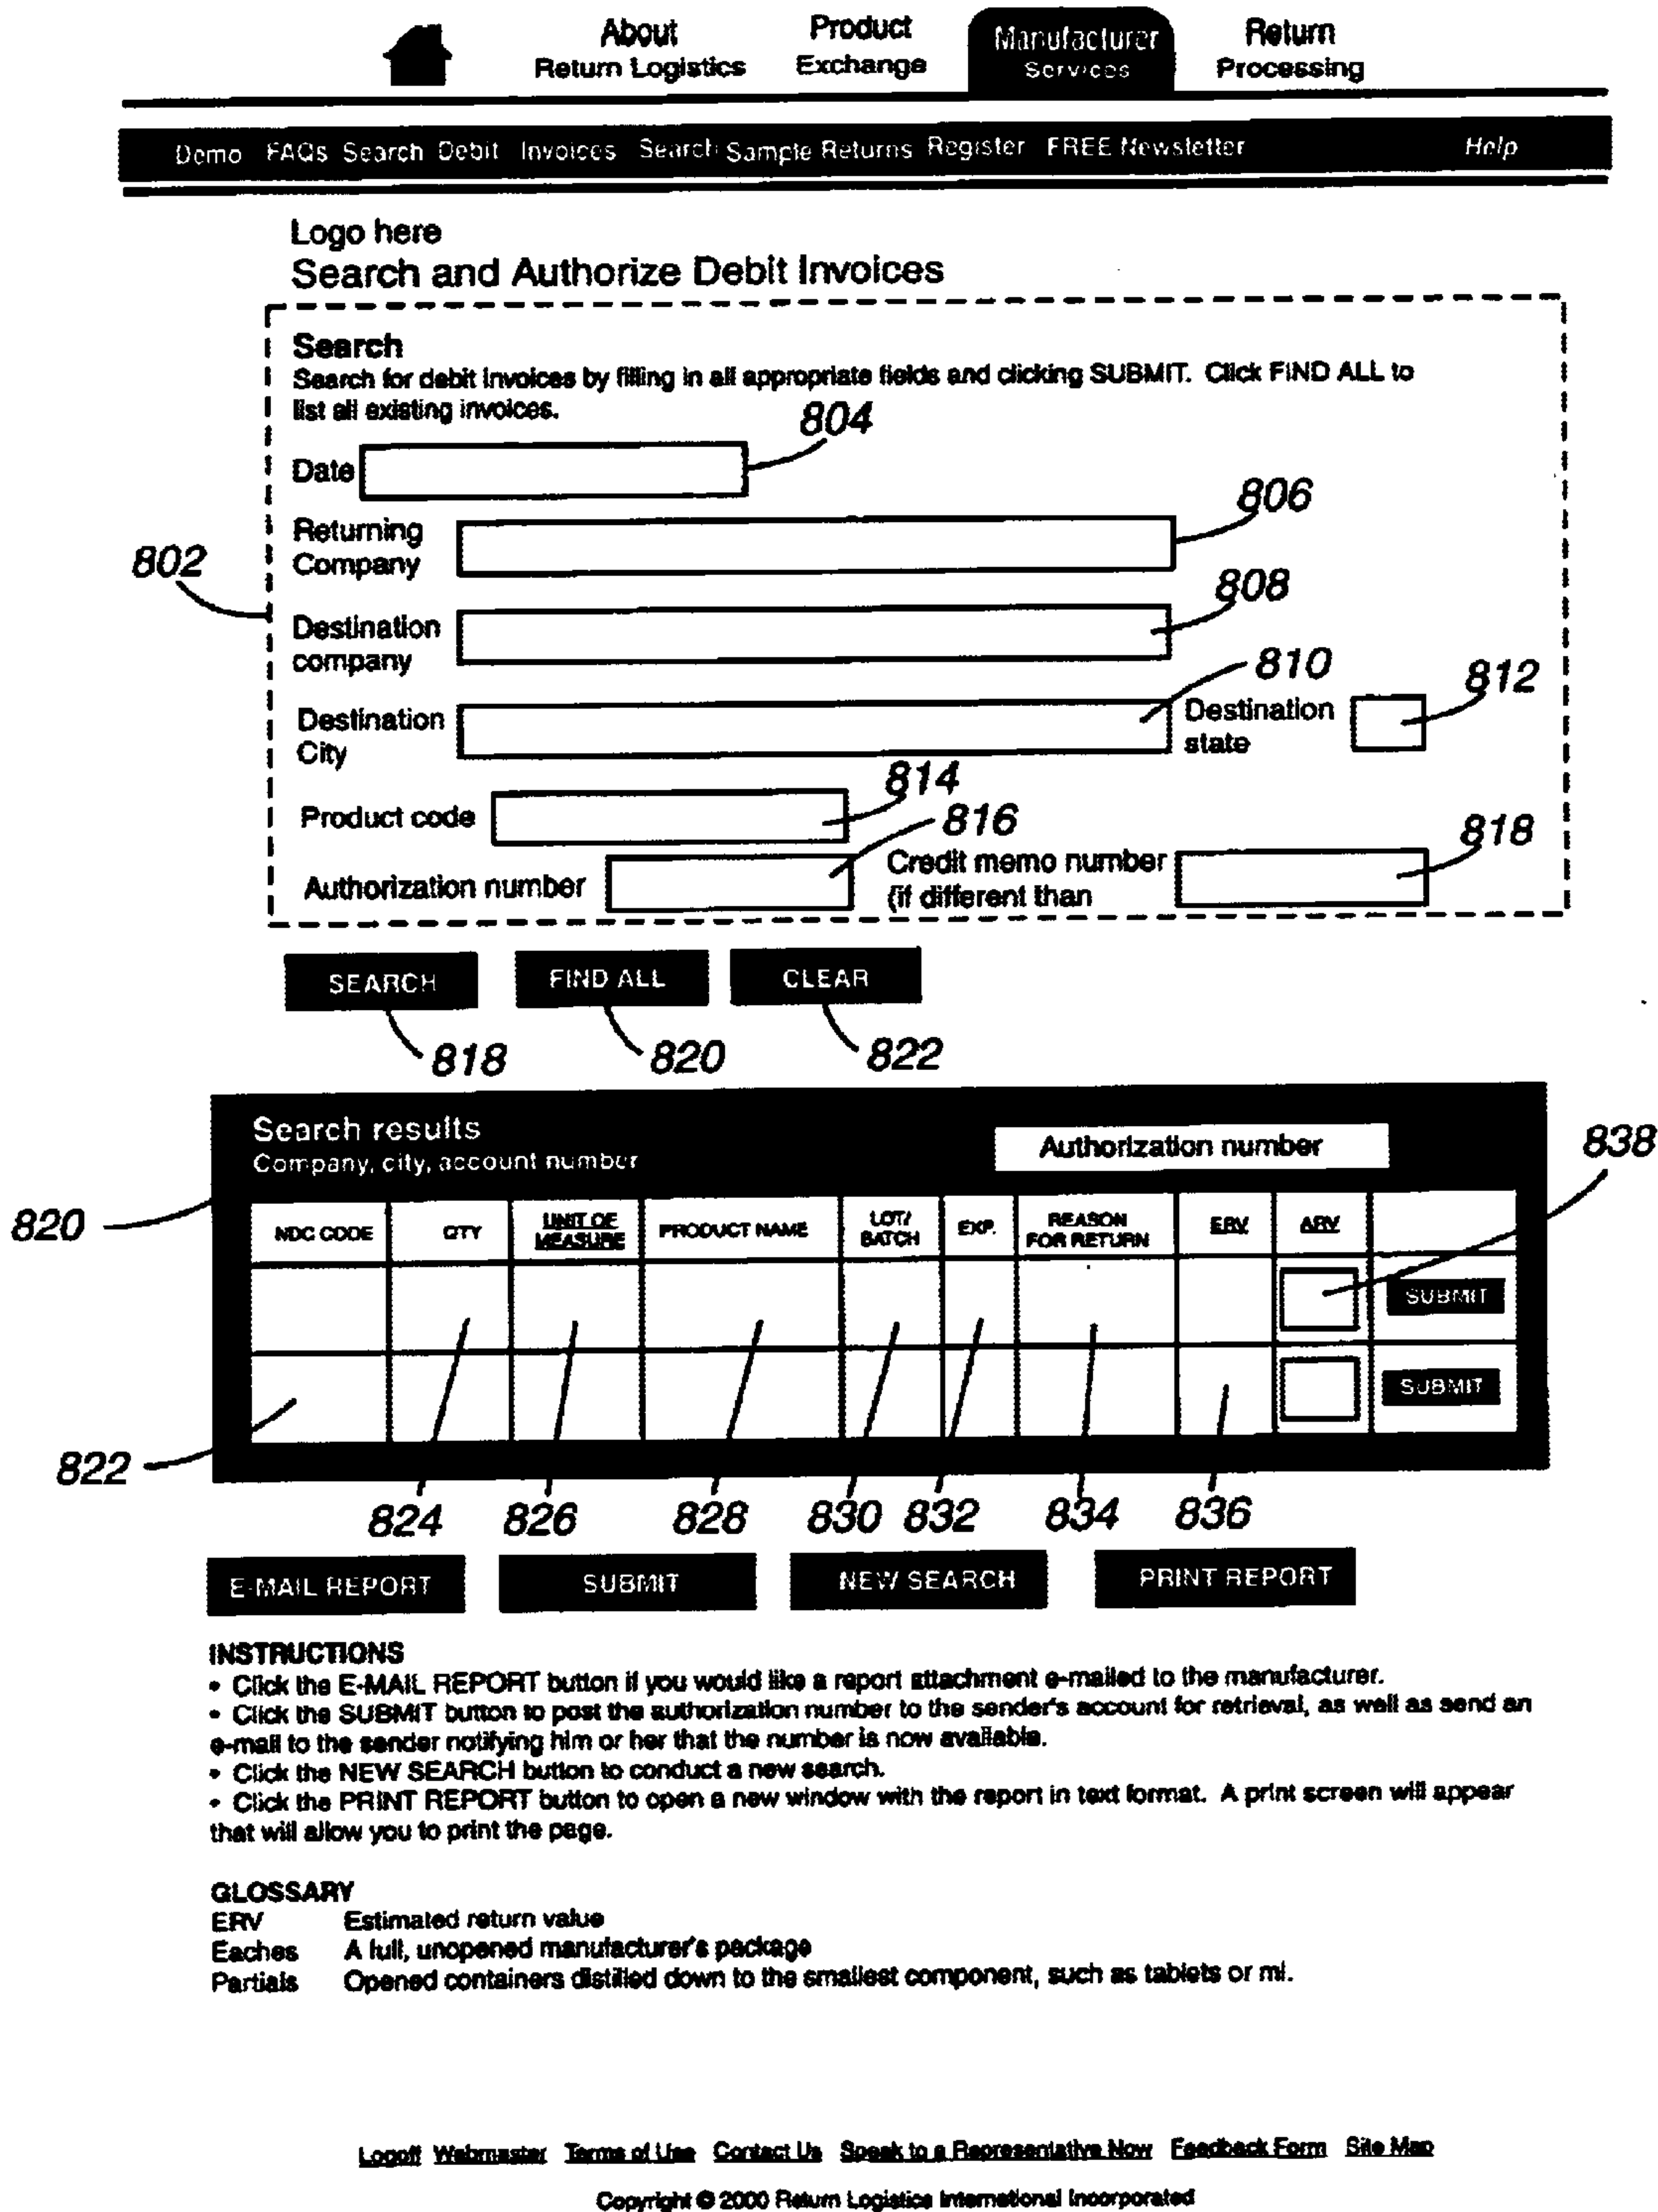 About Product Manufacturer Return
Return Logistics Exchange Services Processing
Demo FAQs Search Debit Invoices Search Sample Returns Register FREE Newsletter Help
Logo here
Search and Authorize Debit Invoices
Search
Search for debit invoices by filling in all appropriate fields and clicking SUBMIT. Click FIND ALL to
list all existing invoices.
804
Date
806
Returning
Company
802
808
Destination
company
810
812
Destination
City
Destination
state
814
Product code
816
818
Authorization number
Credit memo number
(if different than
SEARCH FIND ALL CLEAR
818 820 822
Search results
Company, city, account number
Authorization number
838
820
NDC CODE QTY UNIT OF MEASURE PRODUCT NAME LOT/ BATCH EXP. REASON FOR RETURN ERV ARV
SUBMIT
SUBMIT
822
824 826 828 830 832 834 836
E-MAIL REPORT SUBMIT NEW SEARCH PRINT REPORT
INSTRUCTIONS
• Click the E-MAIL REPORT button if you would like a report attachment e-mailed to the manufacturer.
• Click the SUBMIT button to post the authorization number to the sender's account for retrieval, as well as send an
e-mail to the sender notifying him or her that the number is now available.
• Click the NEW SEARCH button to conduct a new search.
• Click the PRINT REPORT button to open a new window with the report in text format. A print screen will appear
that will allow you to print the page.
GLOSSARY
ERV Estimated return value
Eaches A full, unopened manufacturer's package
Partials Opened containers distilled down to the smallest component, such as tablets or ml.
Logoff Webmaster Terms of Use Contact Us Speak to a Representative Now Feedback Form Site Map
Copyright © 2000 Return Logistics International Incorporated